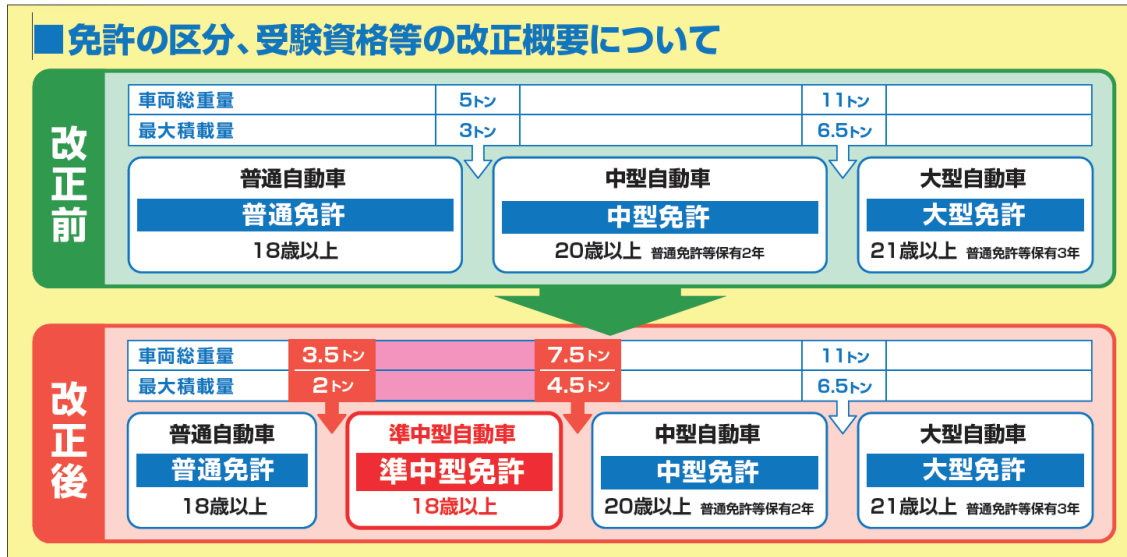 ■免許の区分、受験資格等の改正概要について
改正前
車両総重量 5トン 11トン
最大積載量 3トン 6.5トン
普通自動車 中型自動車 大型自動車
普通免許 中型免許 大型免許
18歳以上 20歳以上 普通免許等保有2年 21歳以上 普通免許等保有3年
改正後
車両総重量 3.5トン 7.5トン 11トン
最大積載量 2トン 4.5トン 6.5トン
普通自動車 準中型自動車 中型自動車 大型自動車
普通免許 準中型免許 中型免許 大型免許
18歳以上 18歳以上 20歳以上 普通免許等保有2年 21歳以上 普通免許等保有3年